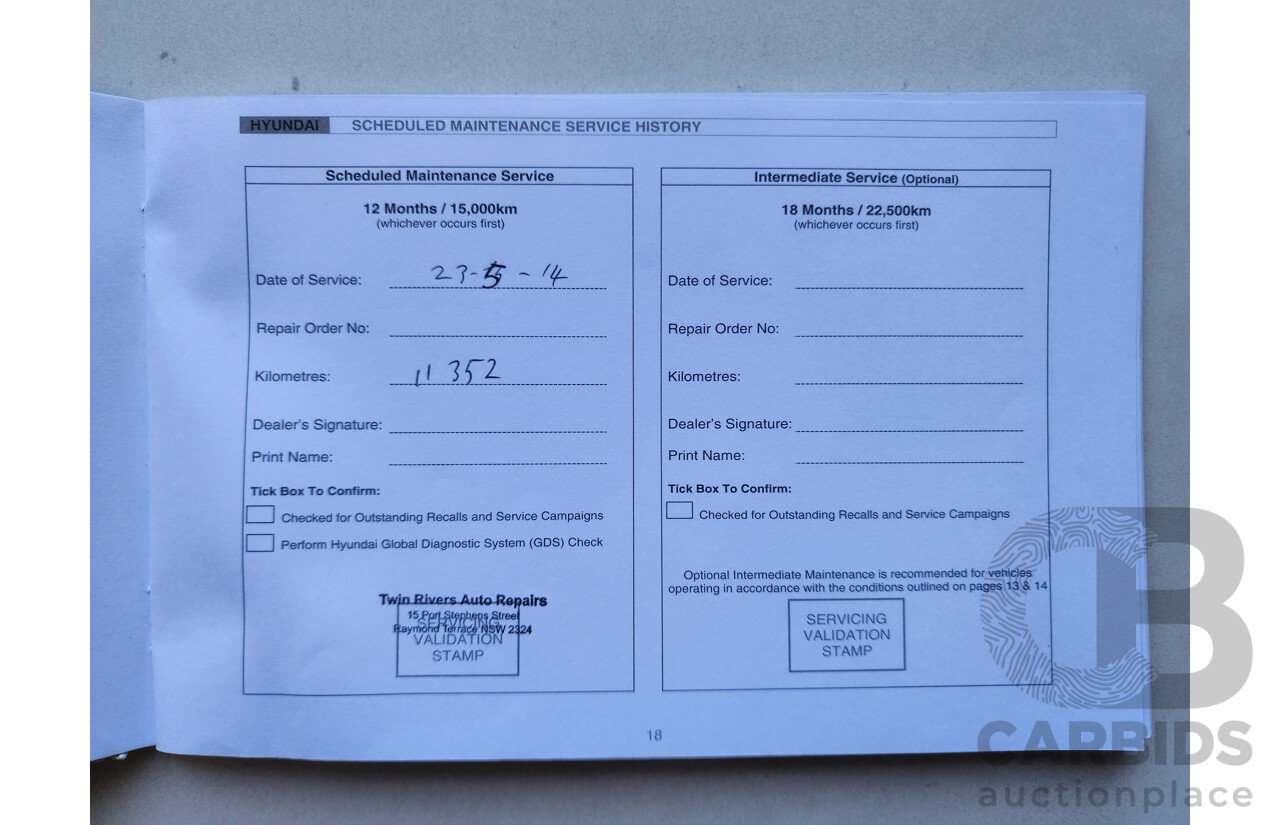 HYUNDAI SCHEDULED MAINTENANCE SERVICE HISTORY
Scheduled Maintenance Service
12 Months / 15,000km
(whichever occurs first)
Date of Service: 23-5-14
Repair Order No:
Kilometres: 11 352
Dealer's Signature:
Print Name:
Tick Box To Confirm:
Checked for Outstanding Recalls and Service Campaigns
Perform Hyundai Global Diagnostic System (GDS) Check
Twin Rivers Auto Repairs
15 Port Stephens Street
Raymond Terrace NSW 2324
SERVICING
VALIDATION
STAMP
Intermediate Service (Optional)
18 Months / 22,500km
(whichever occurs first)
Date of Service:
Repair Order No:
Kilometres:
Dealer's Signature:
Print Name:
Tick Box To Confirm:
Checked for Outstanding Recalls and Service Campaigns
Optional Intermediate Maintenance is recommended for vehicles
operating in accordance with the conditions outlined on pages 13 & 14
SERVICING
VALIDATION
STAMP
18
CB
CARBIDS
auctionplace